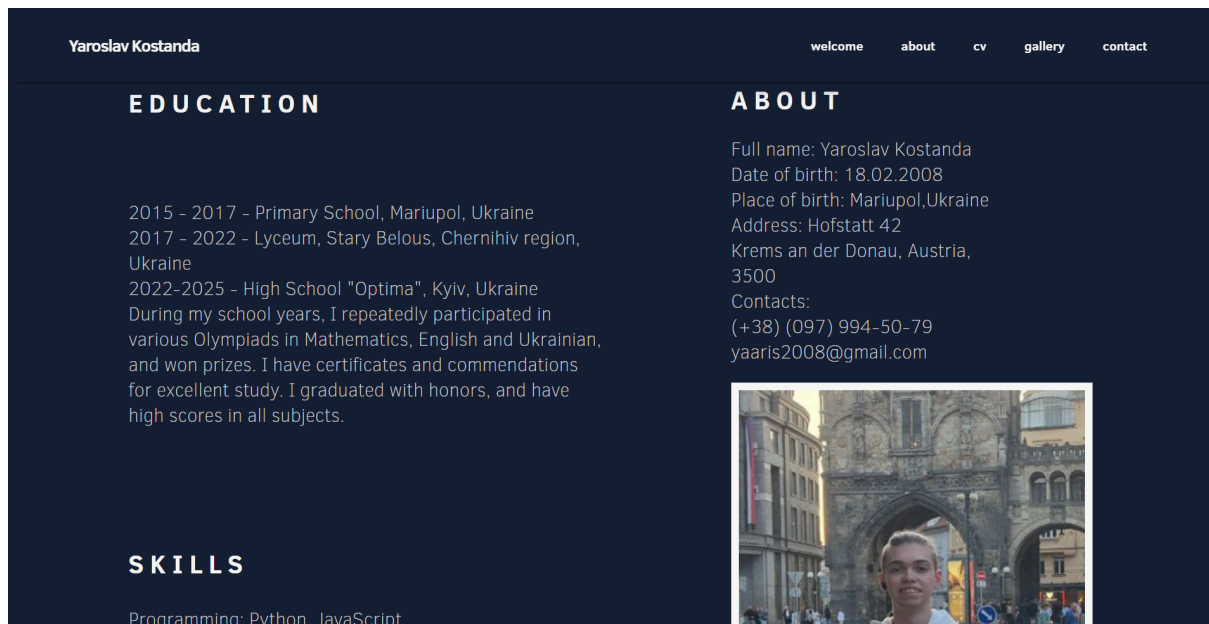 Yaroslav Kostanda
welcome about cv gallery contact
EDUCATION
2015 - 2017 - Primary School, Mariupol, Ukraine
2017 - 2022 - Lyceum, Stary Belous, Chernihiv region,
Ukraine
2022-2025 - High School "Optima", Kyiv, Ukraine
During my school years, I repeatedly participated in
various Olympiads in Mathematics, English and Ukrainian,
and won prizes. I have certificates and commendations
for excellent study. I graduated with honors, and have
high scores in all subjects.
SKILLS
Programming: Python, JavaScript
ABOUT
Full name: Yaroslav Kostanda
Date of birth: 18.02.2008
Place of birth: Mariupol,Ukraine
Address: Hofstatt 42
Krems an der Donau, Austria,
3500
Contacts:
(+38) (097) 994-50-79
yaaris2008@gmail.com